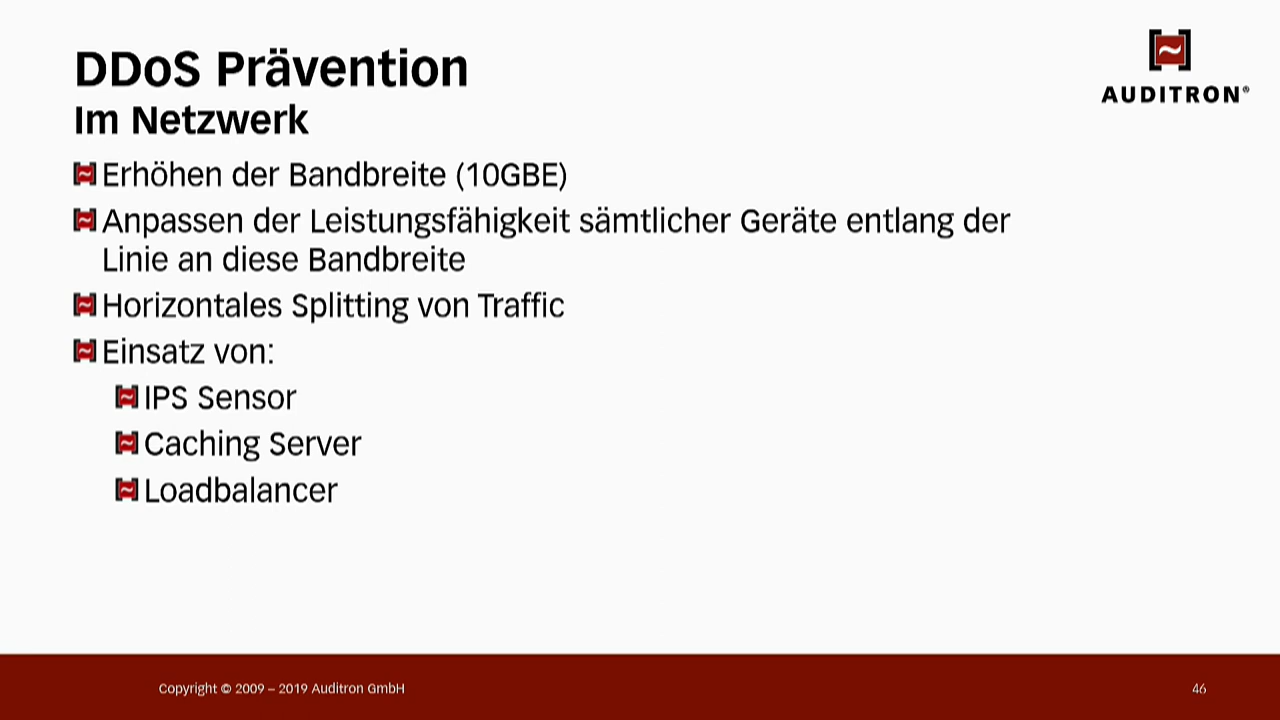 DDoS Prävention
Im Netzwerk
AUDITRON®
Erhöhen der Bandbreite (10GBE)
Anpassen der Leistungsfähigkeit sämtlicher Geräte entlang der
Linie an diese Bandbreite
Horizontales Splitting von Traffic
Einsatz von:
IPS Sensor
Caching Server
Loadbalancer
Copyright © 2009 – 2019 Auditron GmbH
46